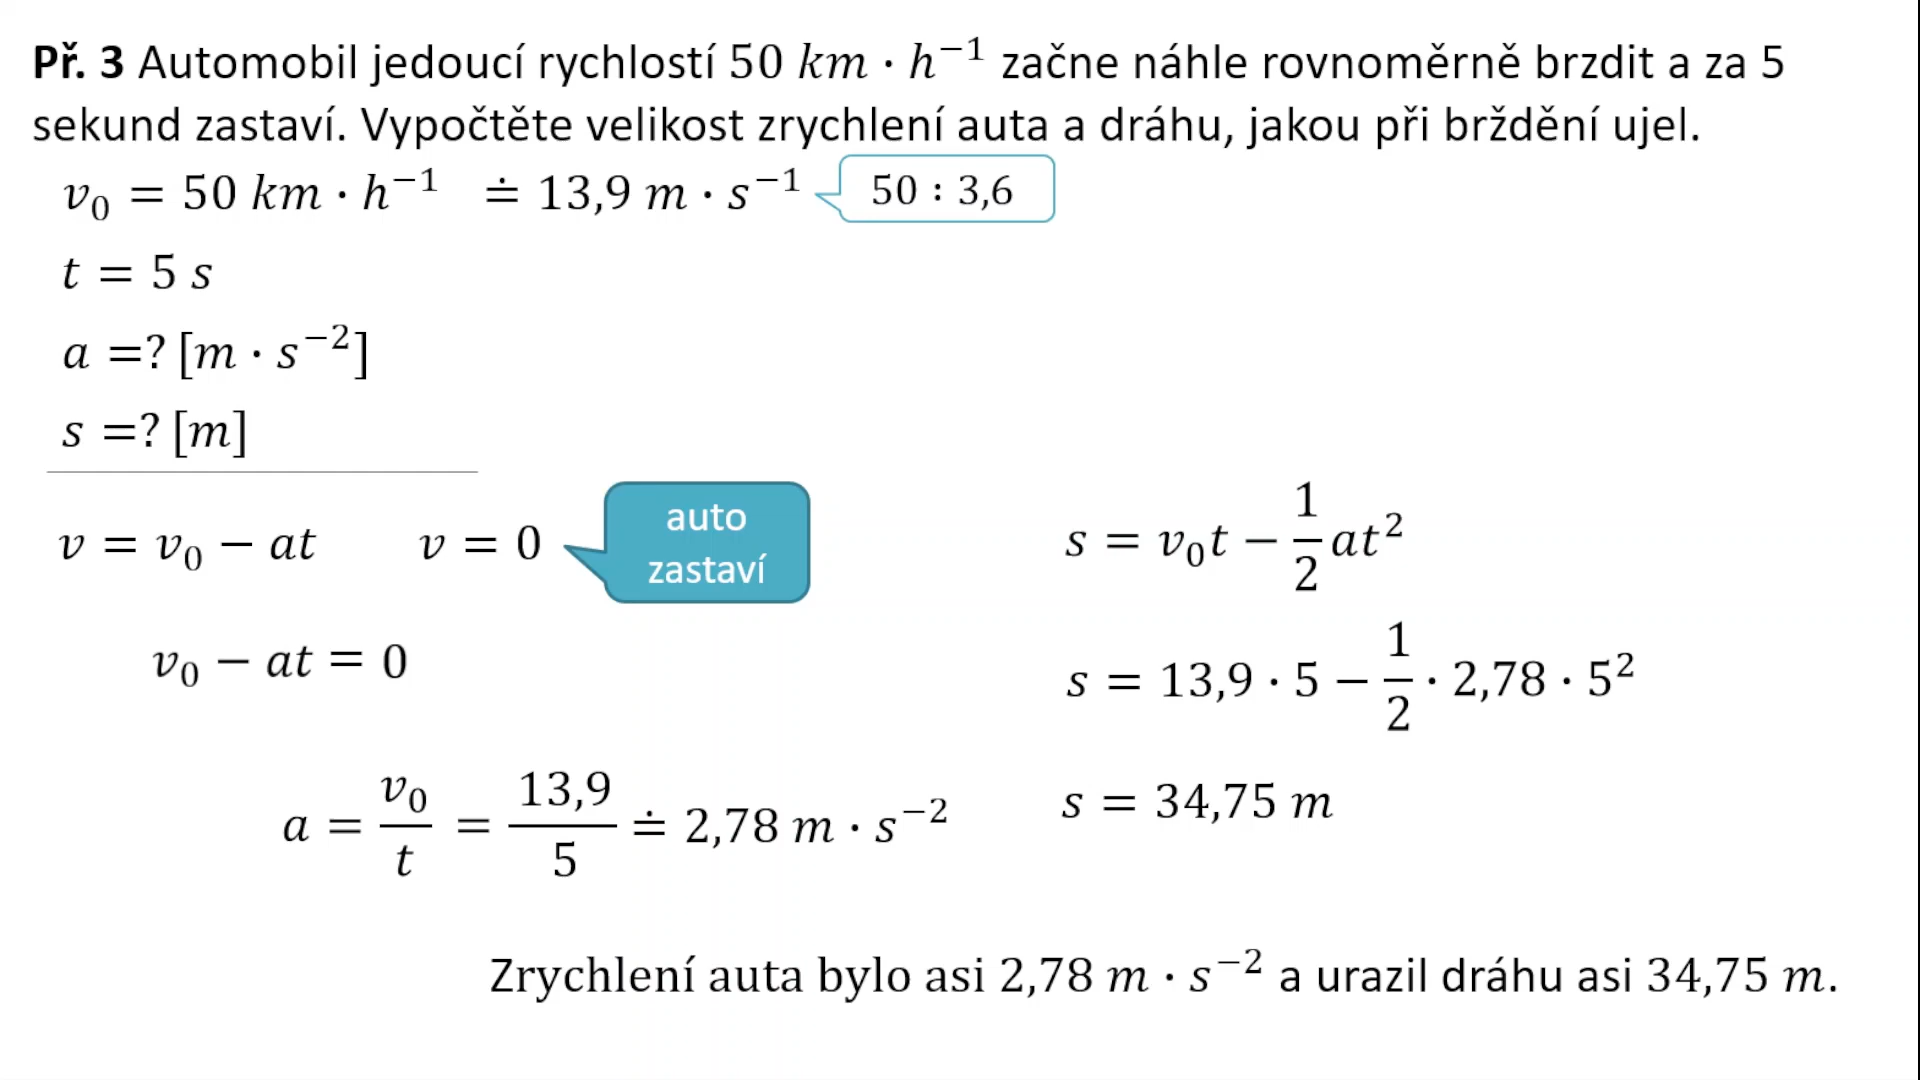 Př. 3 Automobil jedoucí rychlostí 50 km · h⁻¹ začne náhle rovnoměrně brzdit a za 5
sekund zastaví. Vypočtěte velikost zrychlení auta a dráhu, jakou při brždění ujel.
v₀ = 50 km · h⁻¹ ≐ 13,9 m · s⁻¹
50 : 3,6
t = 5 s
a =? [m · s⁻²]
s =? [m]
v = v₀ − at
v = 0
auto
zastaví
v₀ − at = 0
a = v₀/t = 13,9/5 ≐ 2,78 m · s⁻²
s = v₀t − 1/2 at²
s = 13,9 · 5 − 1/2 · 2,78 · 5²
s = 34,75 m
Zrychlení auta bylo asi 2,78 m · s⁻² a urazil dráhu asi 34,75 m.